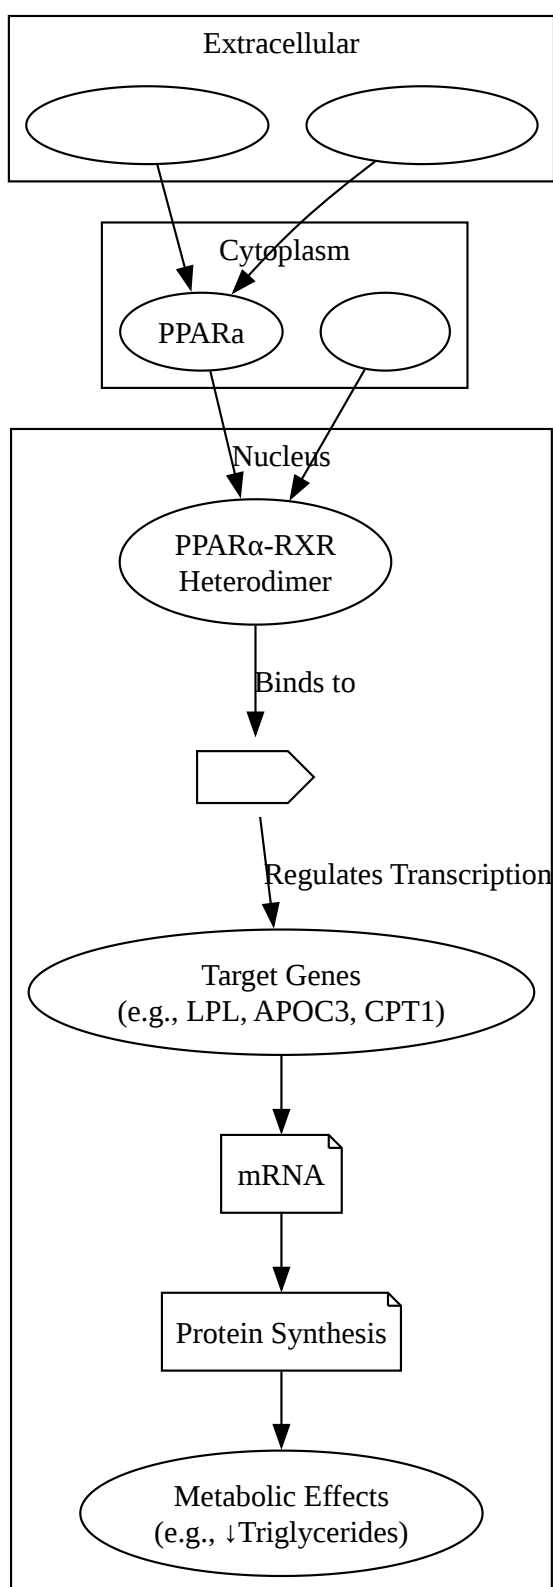 Extracellular
Cytoplasm
PPARa
Nucleus
PPARα-RXR
Heterodimer
Binds to
Regulates Transcription
Target Genes
(e.g., LPL, APOC3, CPT1)
mRNA
Protein Synthesis
Metabolic Effects
(e.g., ↓Triglycerides)